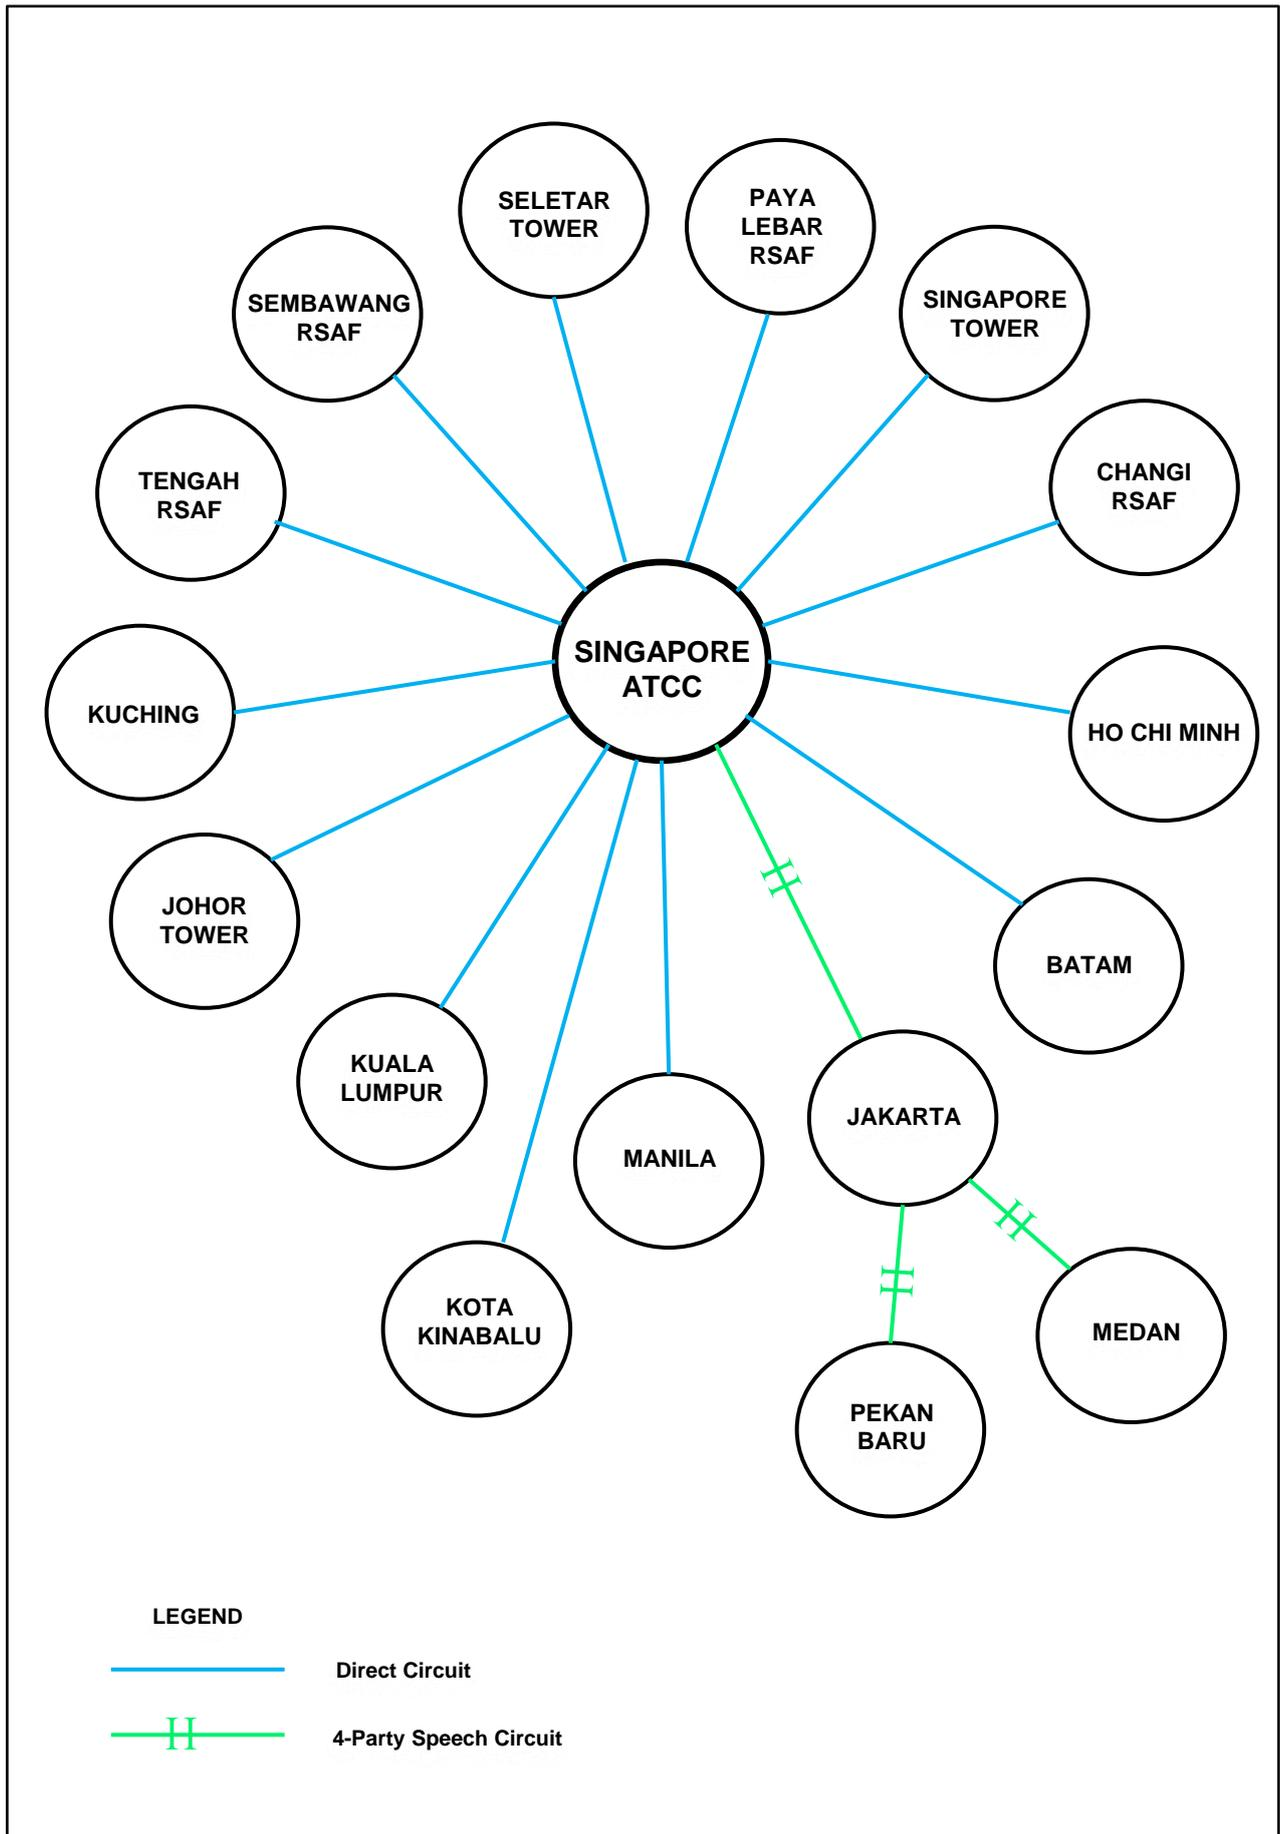 SELETAR
TOWER
PAYA
LEBAR
RSAF
SEMBAWANG
RSAF
SINGAPORE
TOWER
TENGAH
RSAF
CHANGI
RSAF
SINGAPORE
ATCC
KUCHING
HO CHI MINH
JOHOR
TOWER
BATAM
KUALA
LUMPUR
MANILA
JAKARTA
KOTA
KINABALU
MEDAN
PEKAN
BARU
LEGEND
Direct Circuit
4-Party Speech Circuit